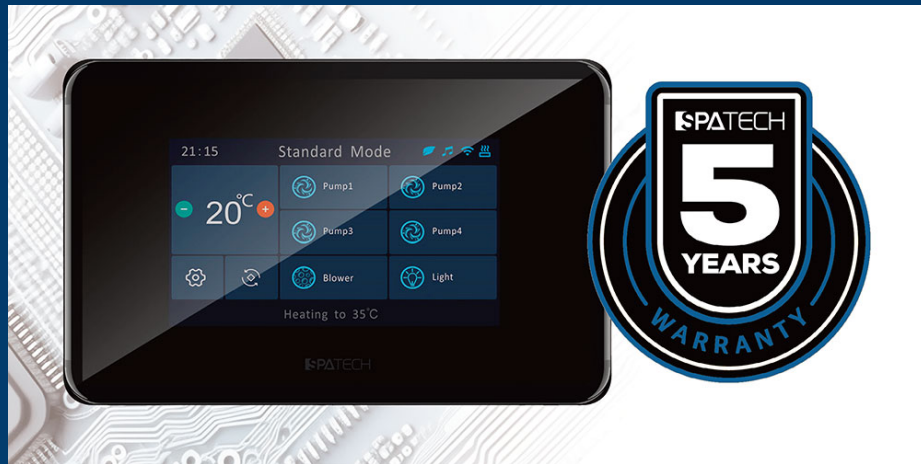 21:15 Standard Mode
20°C
Pump1 Pump2
Pump3 Pump4
Blower Light
Heating to 35°C
SPATECH
SPATECH
5
YEARS
WARRANTY